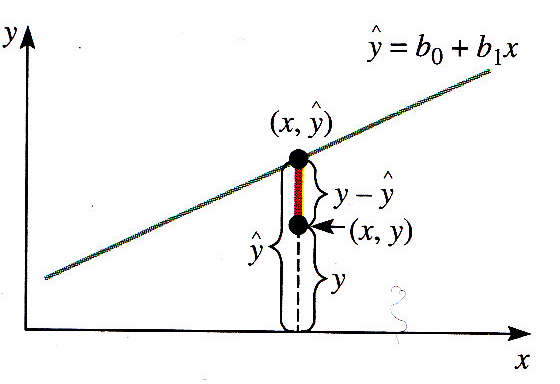 y
ŷ = b₀ + b₁x
(x, ŷ)
y − ŷ
(x, y)
ŷ
y
x